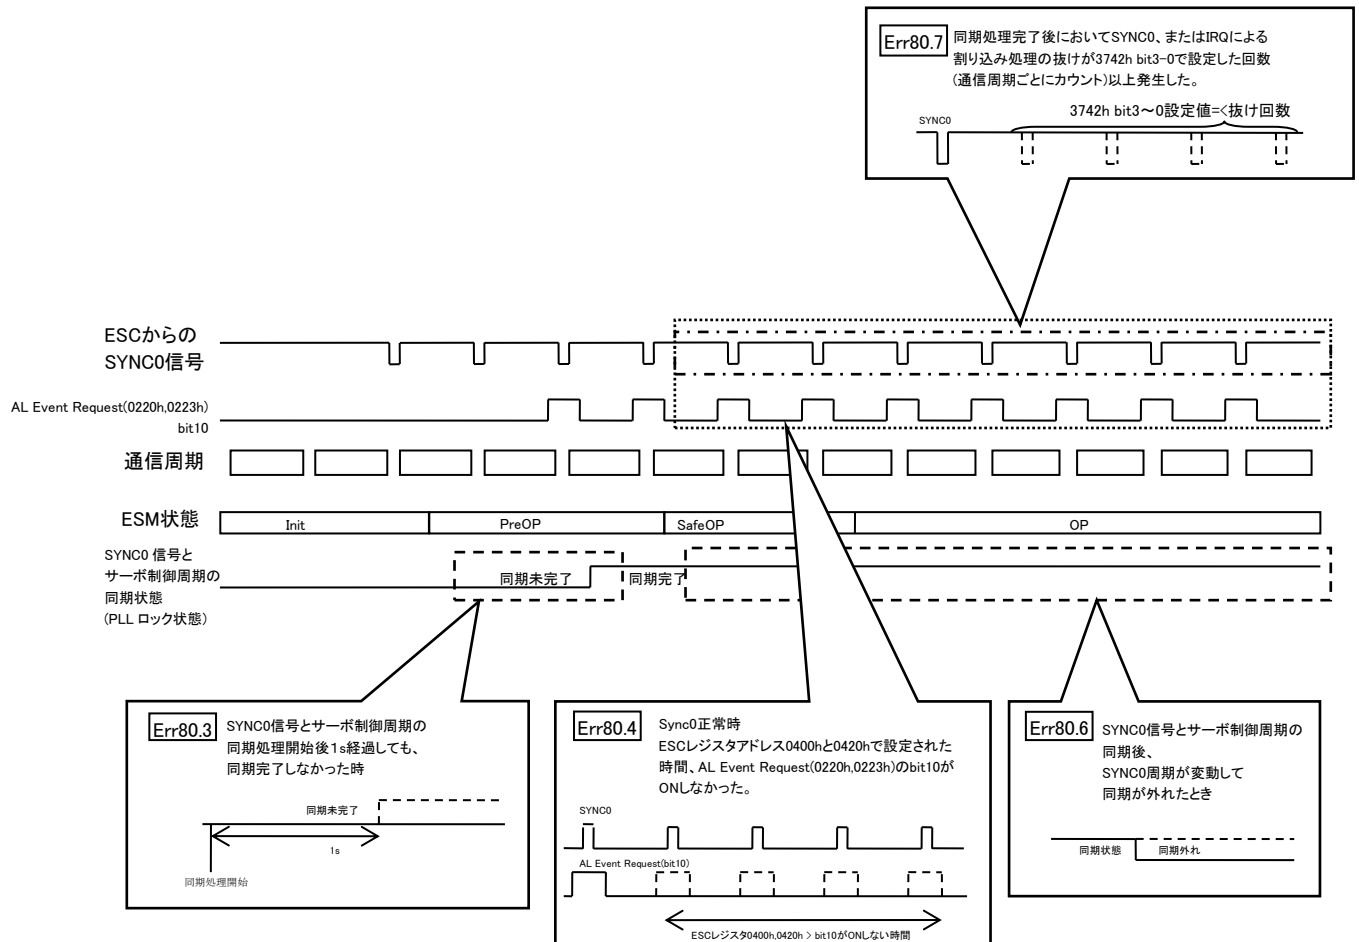 Err80.7
同期処理完了後においてSYNC0、またはIRQによる
割り込み処理の抜けが3742h bit3-0で設定した回数
(通信周期ごとにカウント)以上発生した。
3742h bit3～0設定値=<抜け回数
SYNC0
ESCからの
SYNC0信号
AL Event Request(0220h,0223h)
bit10
通信周期
ESM状態
Init
PreOP
SafeOP
OP
SYNC0 信号と
サーボ制御周期の
同期状態
(PLL ロック状態)
同期未完了
同期完了
Err80.3
SYNC0信号とサーボ制御周期の
同期処理開始後1s経過しても、
同期完了しなかった時
同期未完了
1s
同期処理開始
Err80.4
Sync0正常時
ESCレジスタアドレス0400hと0420hで設定された
時間、AL Event Request(0220h,0223h)のbit10が
ONしなかった。
SYNC0
AL Event Request(bit10)
ESCレジスタ0400h,0420h > bit10がONしない時間
Err80.6
SYNC0信号とサーボ制御周期の
同期後、
SYNC0周期が変動して
同期が外れたとき
同期状態
同期外れ